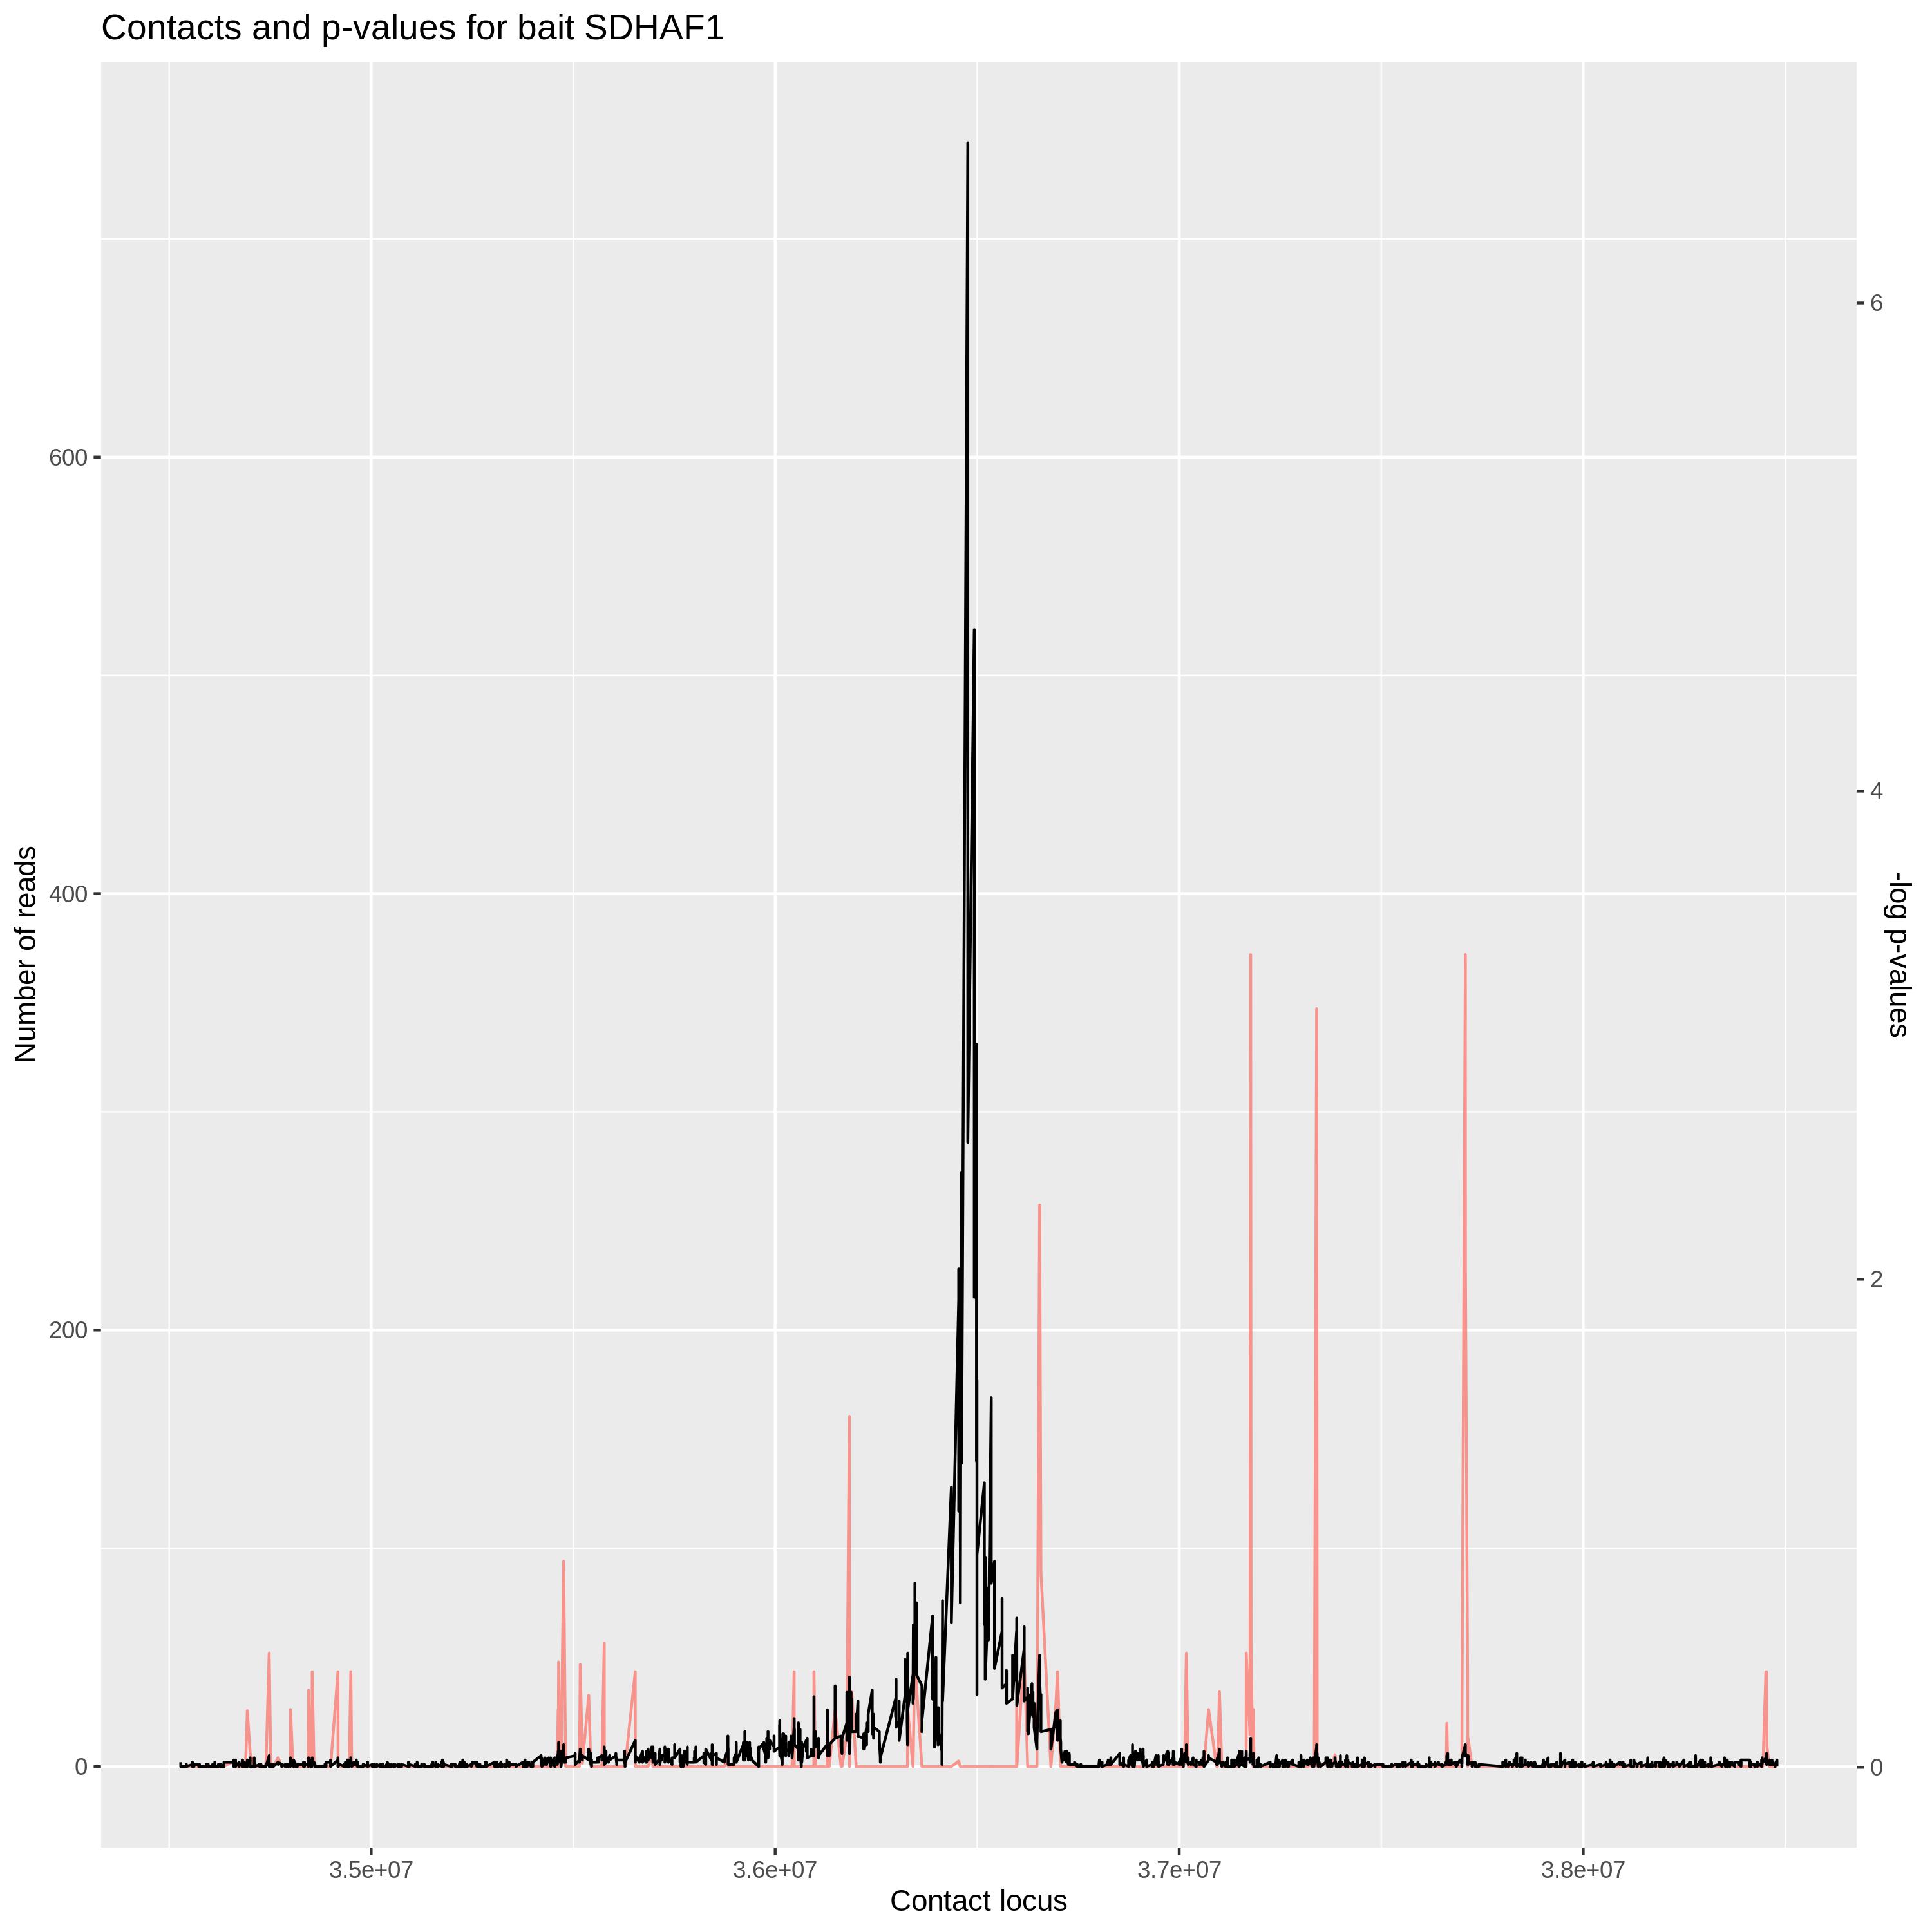 Contacts and p-values for bait SDHAF1
Number of reads
600
400
200
0
6
4
2
0
-log p-values
3.5e+07
3.6e+07
3.7e+07
3.8e+07
Contact locus